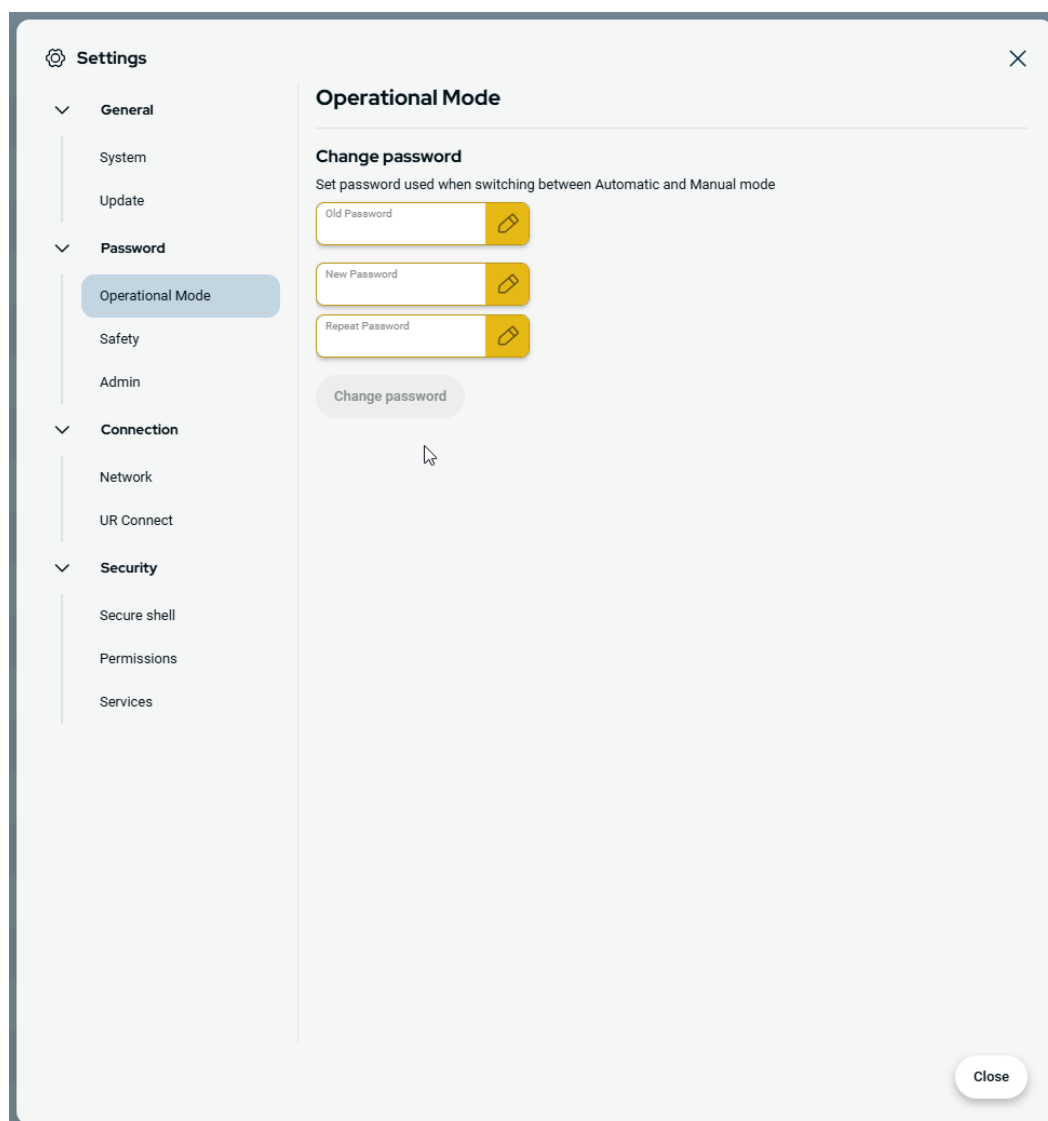 Settings
General
System
Update
Password
Operational Mode
Safety
Admin
Connection
Network
UR Connect
Security
Secure shell
Permissions
Services
Operational Mode
Change password
Set password used when switching between Automatic and Manual mode
Old Password
New Password
Repeat Password
Change password
Close